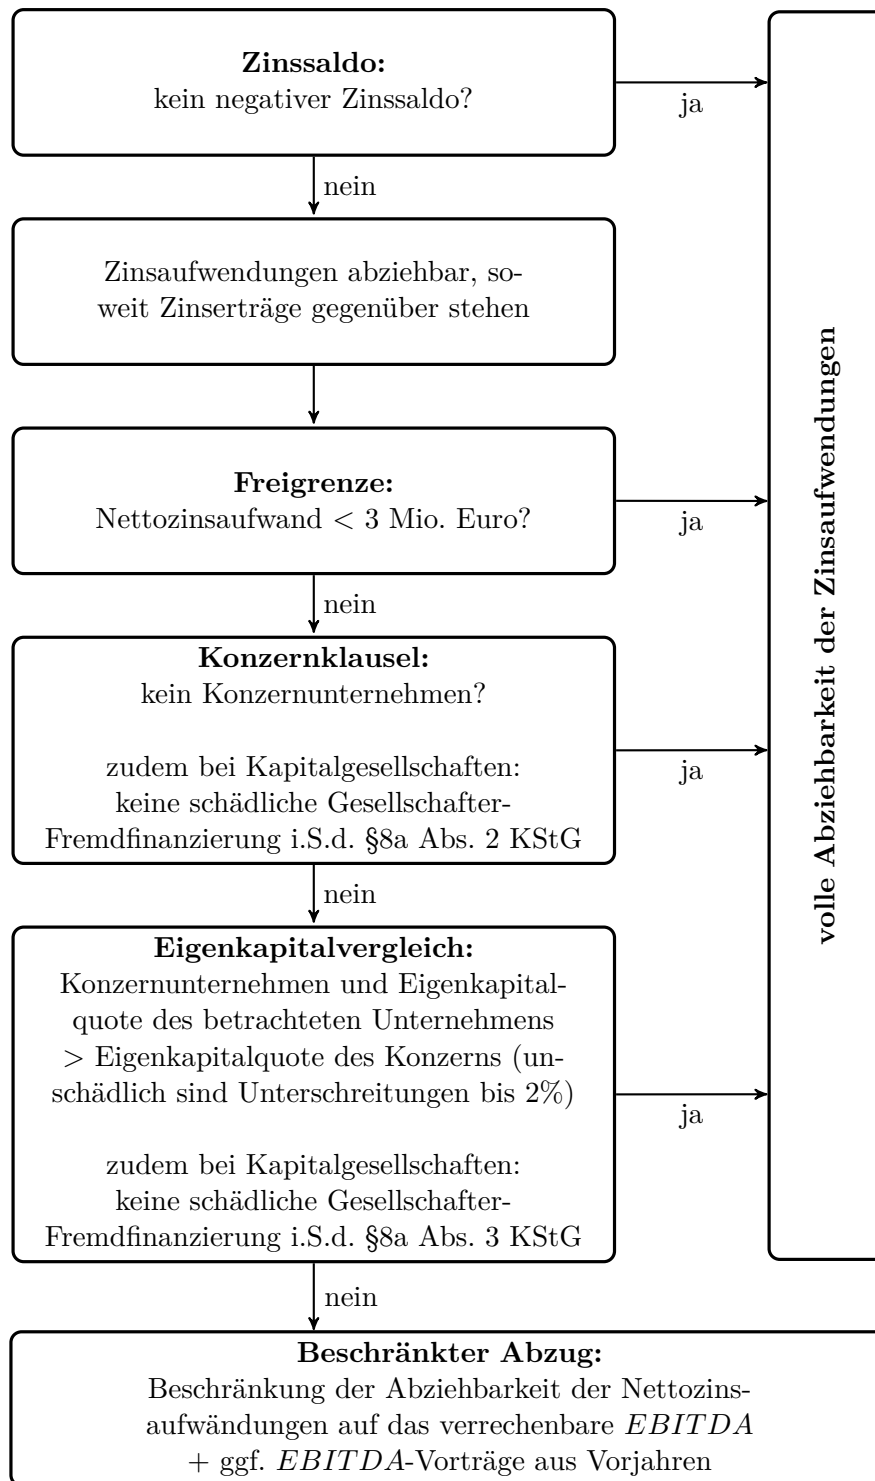 Zinssaldo:
kein negativer Zinssaldo?
ja
nein
Zinsaufwendungen abziehbar, so-
weit Zinserträge gegenüber stehen
Freigrenze:
Nettozinsaufwand < 3 Mio. Euro?
ja
nein
Konzernklausel:
kein Konzernunternehmen?
zudem bei Kapitalgesellschaften:
keine schädliche Gesellschafter-
Fremdfinanzierung i.S.d. §8a Abs. 2 KStG
ja
nein
Eigenkapitalvergleich:
Konzernunternehmen und Eigenkapital-
quote des betrachteten Unternehmens
> Eigenkapitalquote des Konzerns (un-
schädlich sind Unterschreitungen bis 2%)
zudem bei Kapitalgesellschaften:
keine schädliche Gesellschafter-
Fremdfinanzierung i.S.d. §8a Abs. 3 KStG
ja
nein
volle Abziehbarkeit der Zinsaufwendungen
Beschränkter Abzug:
Beschränkung der Abziehbarkeit der Nettozins-
aufwändungen auf das verrechenbare EBITDA
+ ggf. EBITDA-Vorträge aus Vorjahren